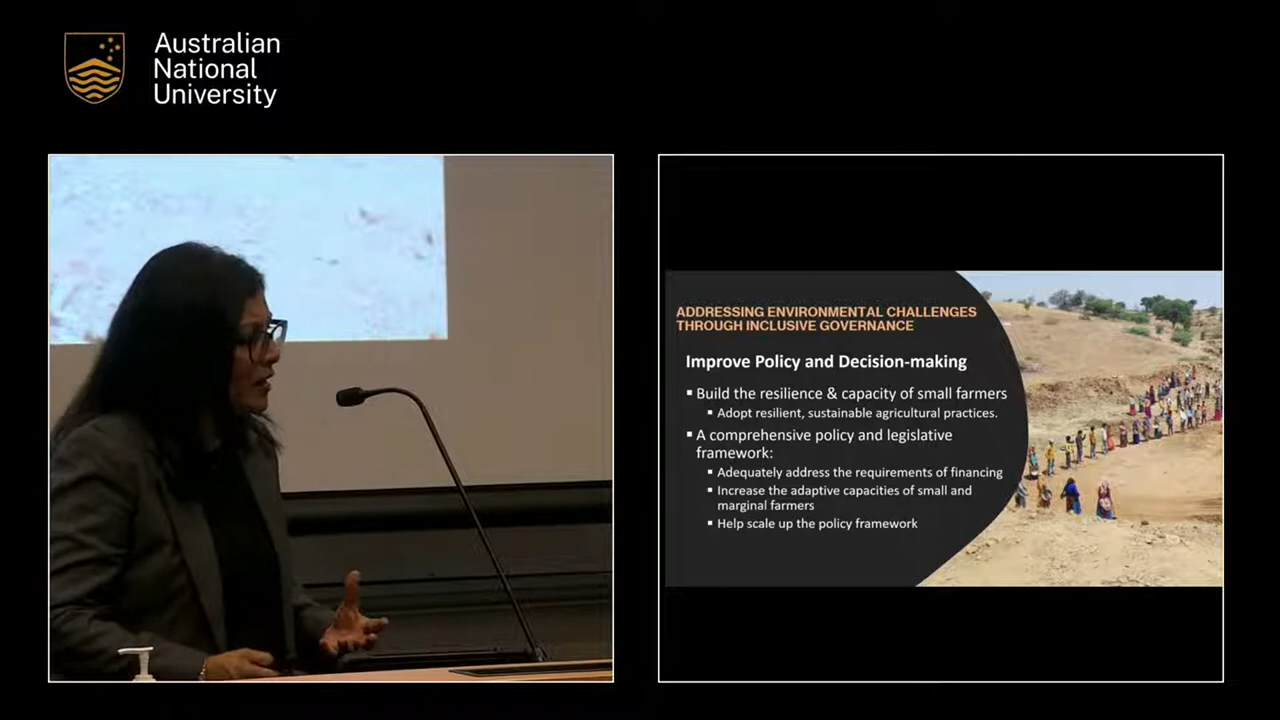 Australian
National
University
ADDRESSING ENVIRONMENTAL CHALLENGES
THROUGH INCLUSIVE GOVERNANCE
Improve Policy and Decision-making
▪ Build the resilience & capacity of small farmers
▪ Adopt resilient, sustainable agricultural practices.
▪ A comprehensive policy and legislative
framework:
▪ Adequately address the requirements of financing
▪ Increase the adaptive capacities of small and
marginal farmers
▪ Help scale up the policy framework